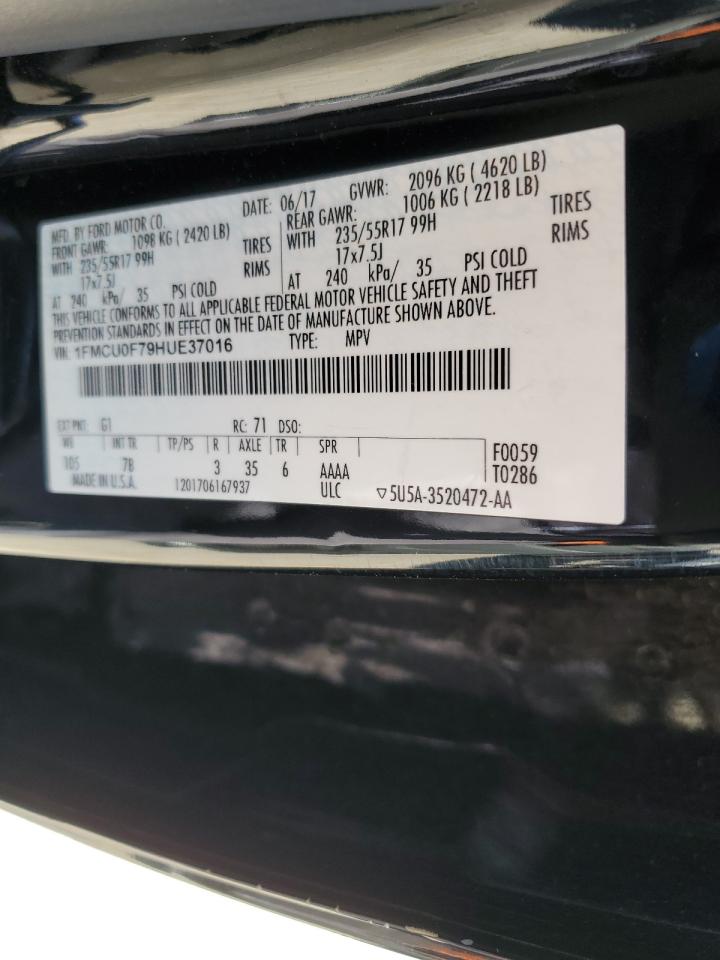 MFD. BY FORD MOTOR CO. DATE: 06/17 GVWR: 2096 KG ( 4620 LB)
FRONT GAWR: 1098 KG ( 2420 LB) REAR GAWR: 1006 KG ( 2218 LB)
WITH 235/55R17 99H TIRES WITH 235/55R17 99H TIRES
17x7.5J RIMS 17x7.5J RIMS
AT 240 kPa/ 35 PSI COLD AT 240 kPa/ 35 PSI COLD
THIS VEHICLE CONFORMS TO ALL APPLICABLE FEDERAL MOTOR VEHICLE SAFETY AND THEFT
PREVENTION STANDARDS IN EFFECT ON THE DATE OF MANUFACTURE SHOWN ABOVE.
VIN: 1FMCU0F79HUE37016 TYPE: MPV
EXT PNT: G1 RC: 71 DSO:
WB INT TR TP/PS R AXLE TR SPR F0059
105 7B 3 35 6 AAAA T0286
MADE IN U.S.A. 1201706167937 ULC ▽5U5A-3520472-AA